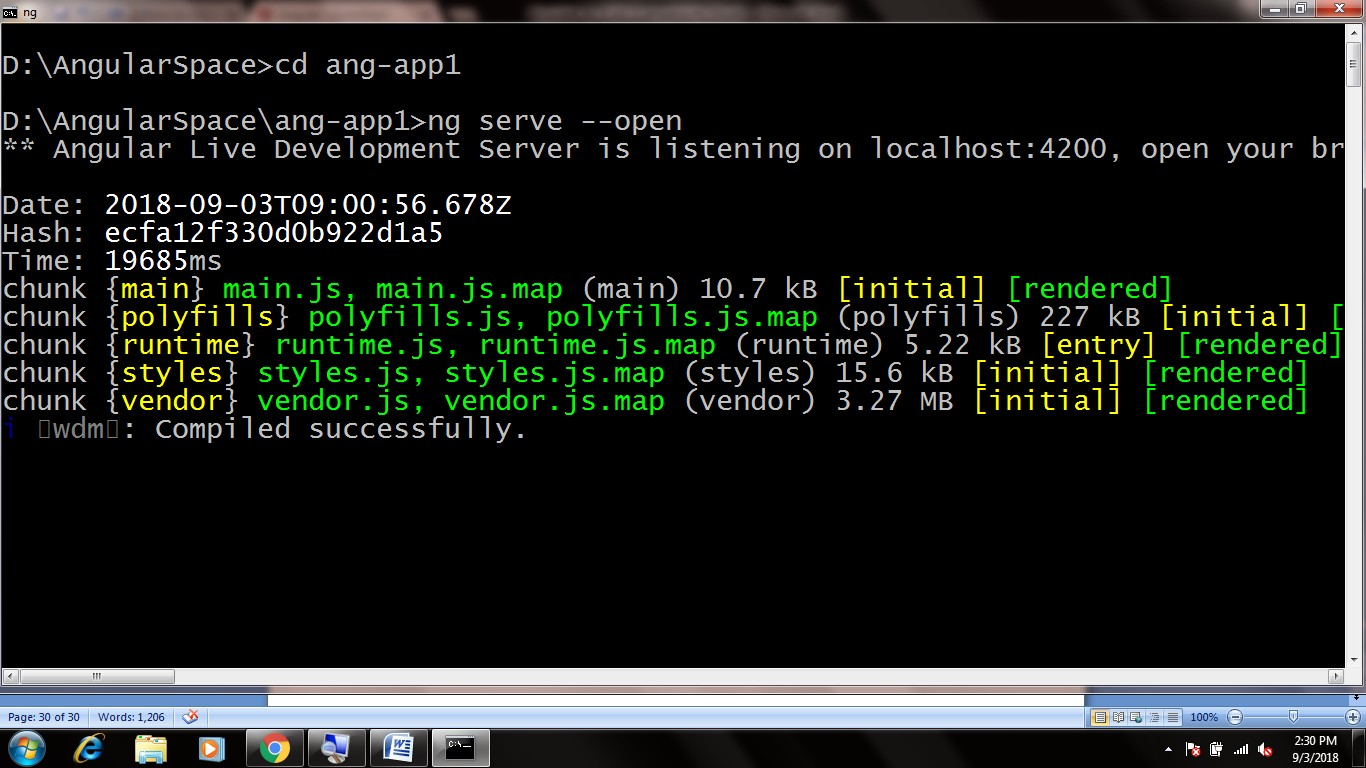 ng
D:\AngularSpace>cd ang-app1
D:\AngularSpace\ang-app1>ng serve --open
** Angular Live Development Server is listening on localhost:4200, open your br
Date: 2018-09-03T09:00:56.678Z
Hash: ecfa12f330d0b922d1a5
Time: 19685ms
chunk {main} main.js, main.js.map (main) 10.7 kB [initial] [rendered]
chunk {polyfills} polyfills.js, polyfills.js.map (polyfills) 227 kB [initial] [
chunk {runtime} runtime.js, runtime.js.map (runtime) 5.22 kB [entry] [rendered]
chunk {styles} styles.js, styles.js.map (styles) 15.6 kB [initial] [rendered]
chunk {vendor} vendor.js, vendor.js.map (vendor) 3.27 MB [initial] [rendered]
i 「wdm」: Compiled successfully.
Page: 30 of 30 Words: 1,206 100%
2:30 PM
9/3/2018